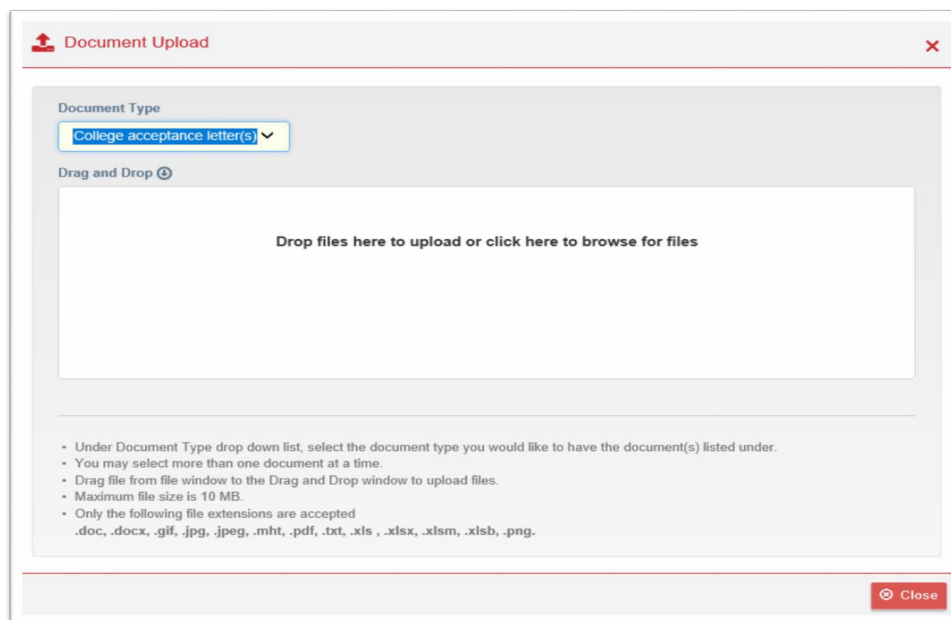 Document Upload
Document Type
College acceptance letter(s)
Drag and Drop
Drop files here to upload or click here to browse for files
• Under Document Type drop down list, select the document type you would like to have the document(s) listed under.
• You may select more than one document at a time.
• Drag file from file window to the Drag and Drop window to upload files.
• Maximum file size is 10 MB.
• Only the following file extensions are accepted
.doc, .docx, .gif, .jpg, .jpeg, .mht, .pdf, .txt, .xls , .xlsx, .xlsm, .xlsb, .png.
Close